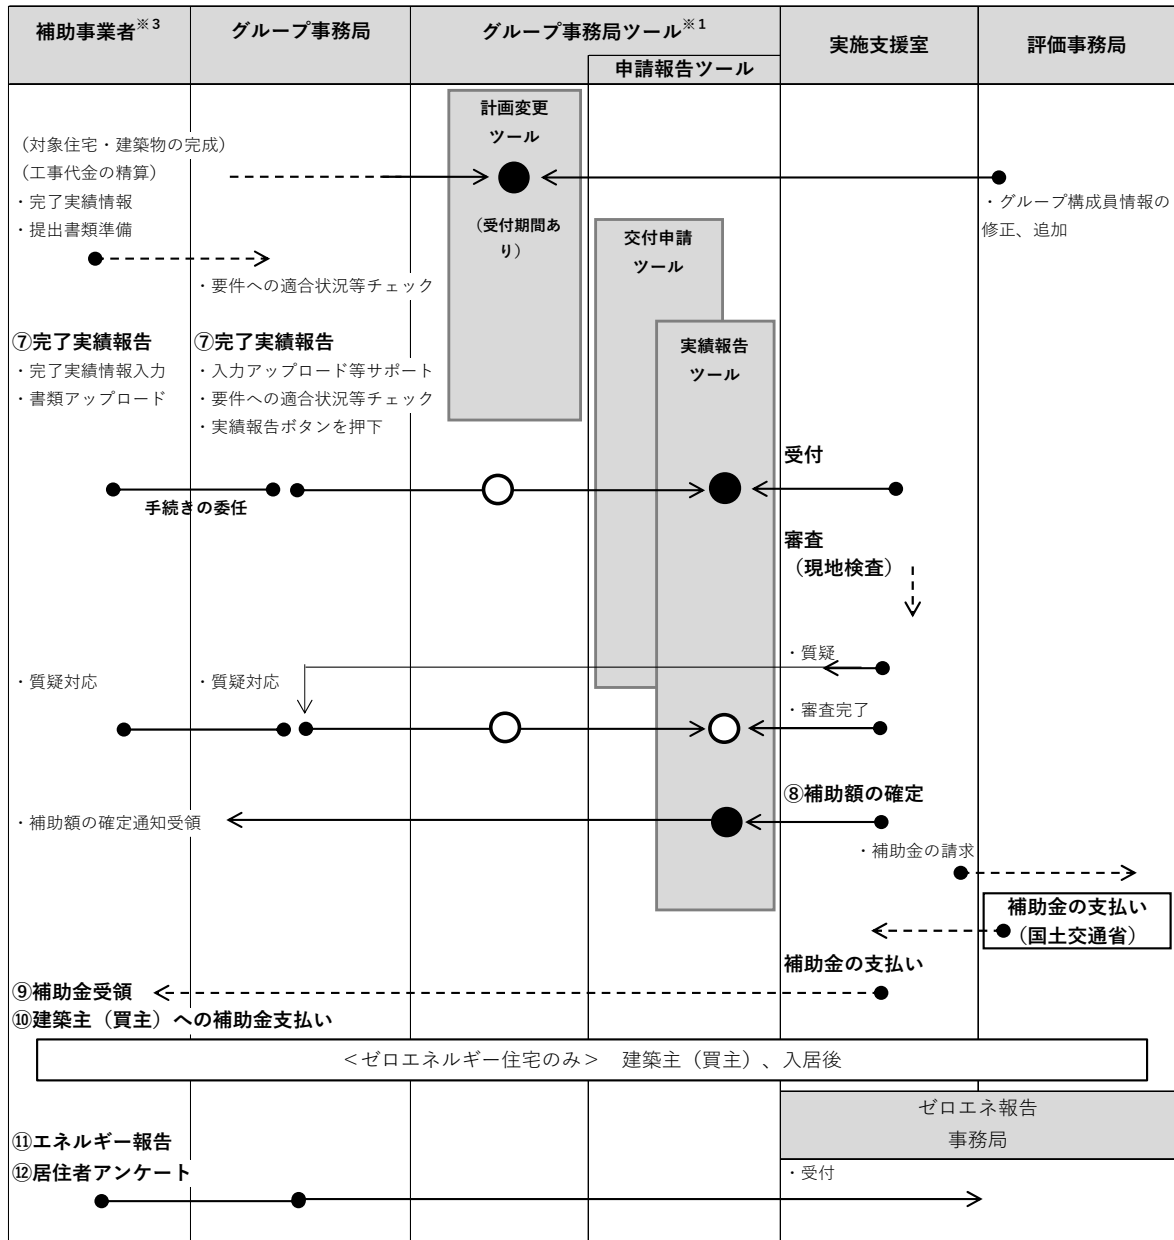 補助事業者※3
グループ事務局
グループ事務局ツール※1
申請報告ツール
実施支援室
評価事務局
計画変更
ツール
(対象住宅・建築物の完成)
(工事代金の精算)
・完了実績情報
・提出書類準備
（受付期間あ
り）
・グループ構成員情報の
修正、追加
交付申請
ツール
・要件への適合状況等チェック
⑦完了実績報告
・完了実績情報入力
・書類アップロード
⑦完了実績報告
・入力アップロード等サポート
・要件への適合状況等チェック
・実績報告ボタンを押下
実績報告
ツール
受付
手続きの委任
審査
（現地検査）
・質疑
・質疑対応
・質疑対応
・審査完了
⑧補助額の確定
・補助額の確定通知受領
・補助金の請求
補助金の支払い
（国土交通省）
補助金の支払い
⑨補助金受領
⑩建築主（買主）への補助金支払い
＜ゼロエネルギー住宅のみ＞　建築主（買主）、入居後
ゼロエネ報告
事務局
⑪エネルギー報告
⑫居住者アンケート
・受付